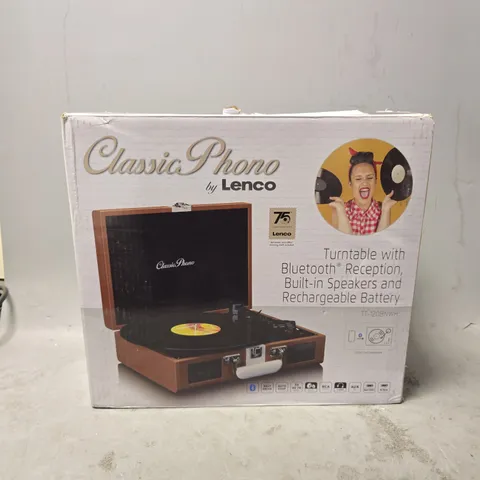 Classic Phono
by Lenco
75
Lenco
Classic Phono
Turntable with
Bluetooth® Reception,
Built-in Speakers and
Rechargeable Battery